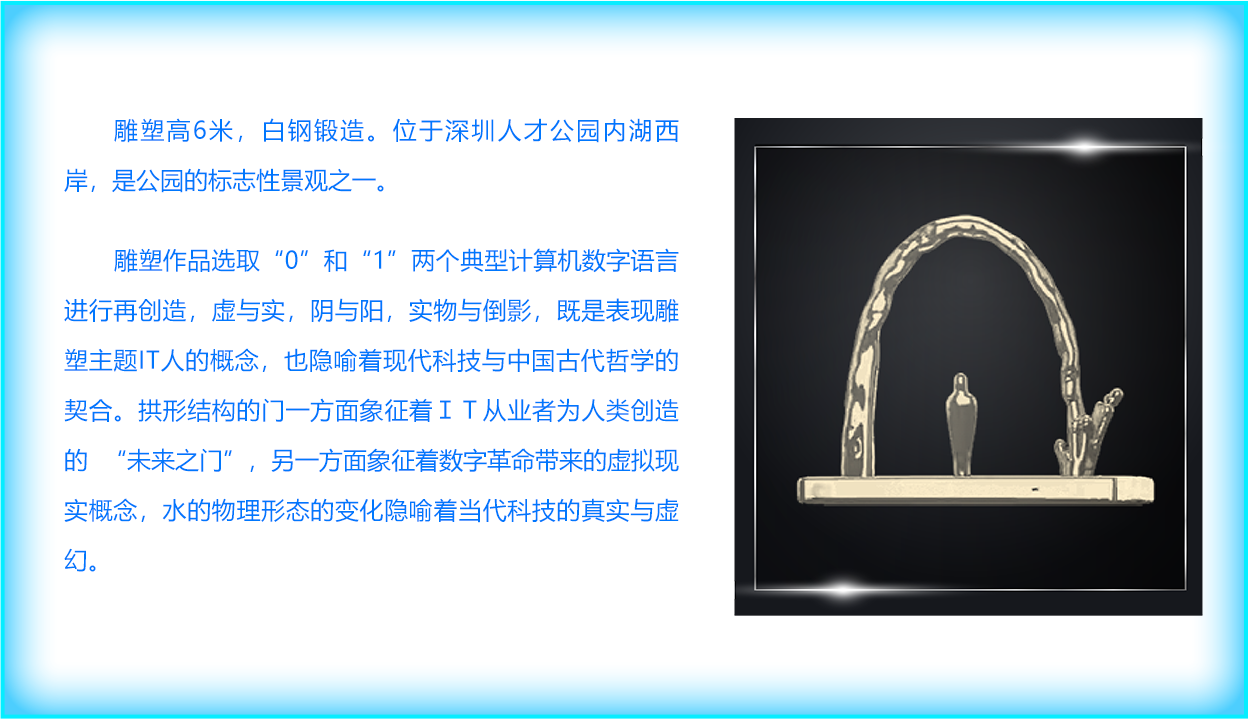 雕塑高6米，白钢锻造。位于深圳人才公园内湖西
岸，是公园的标志性景观之一。
雕塑作品选取“0”和“1”两个典型计算机数字语言
进行再创造，虚与实，阴与阳，实物与倒影，既是表现雕
塑主题IT人的概念，也隐喻着现代科技与中国古代哲学的
契合。拱形结构的门一方面象征着ＩＴ从业者为人类创造
的 “未来之门”，另一方面象征着数字革命带来的虚拟现
实概念，水的物理形态的变化隐喻着当代科技的真实与虚
幻。